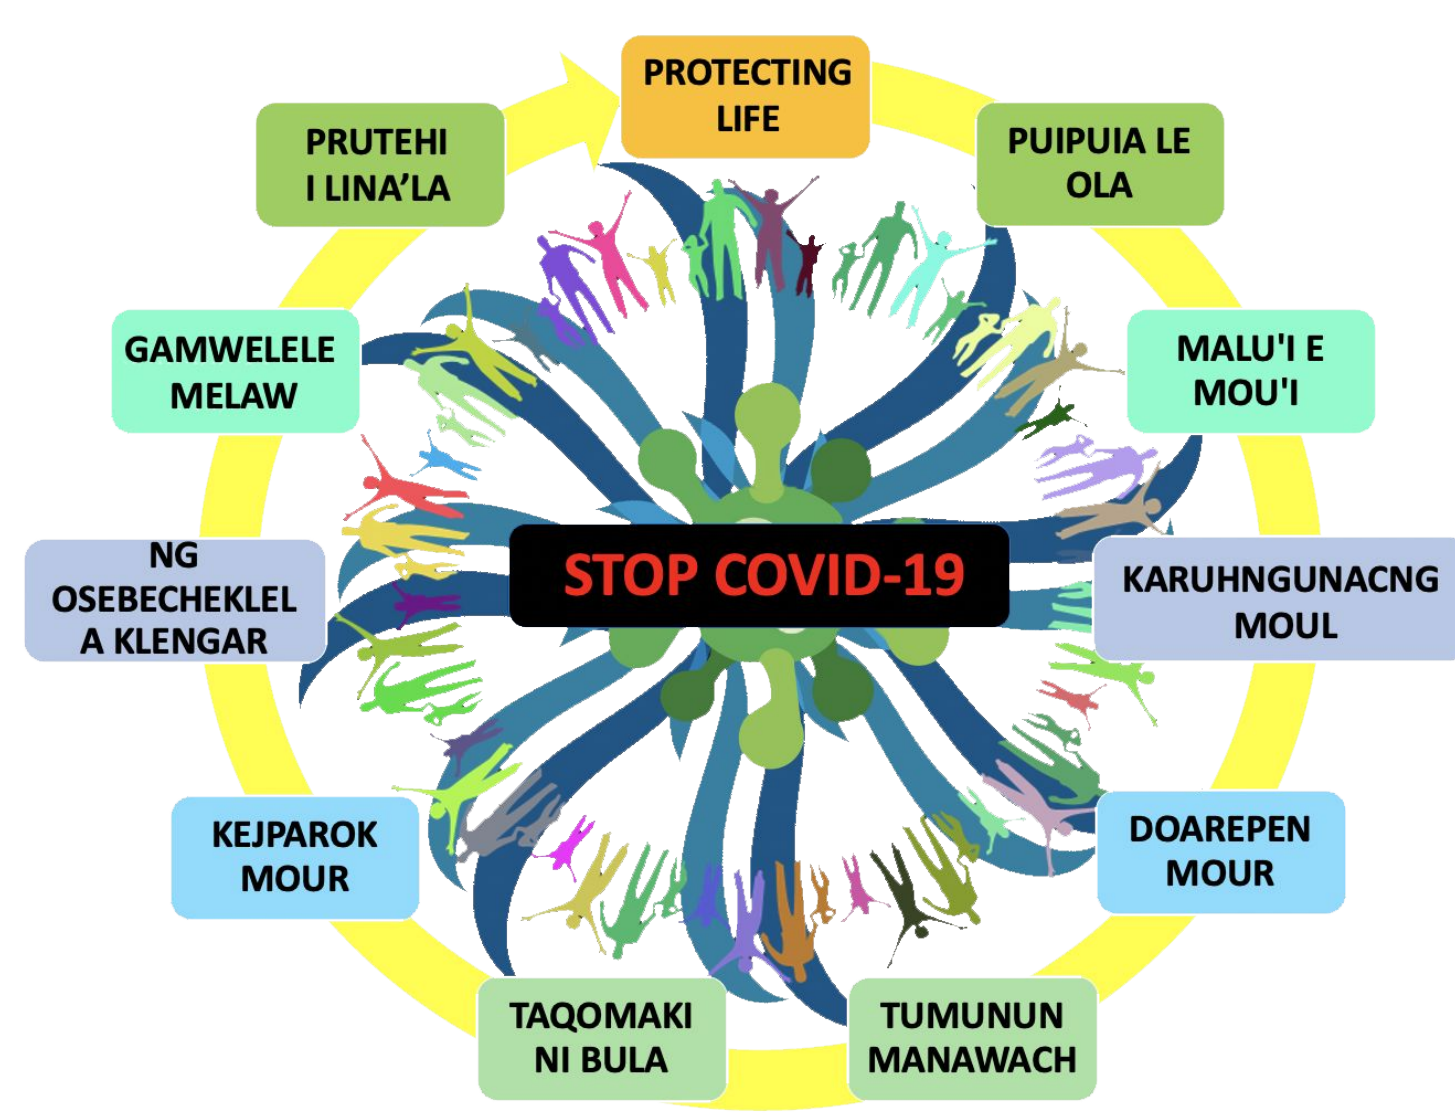 PROTECTING
LIFE
PUIPUIA LE
OLA
MALU'I E
MOU'I
KARUHNGUNACNG
MOUL
DOAREPEN
MOUR
TUMUNUN
MANAWACH
TAQOMAKI
NI BULA
KEJPAROK
MOUR
NG
OSEBECHEKLEL
A KLENGAR
GAMWELELE
MELAW
PRUTEHI
I LINA’LA
STOP COVID-19